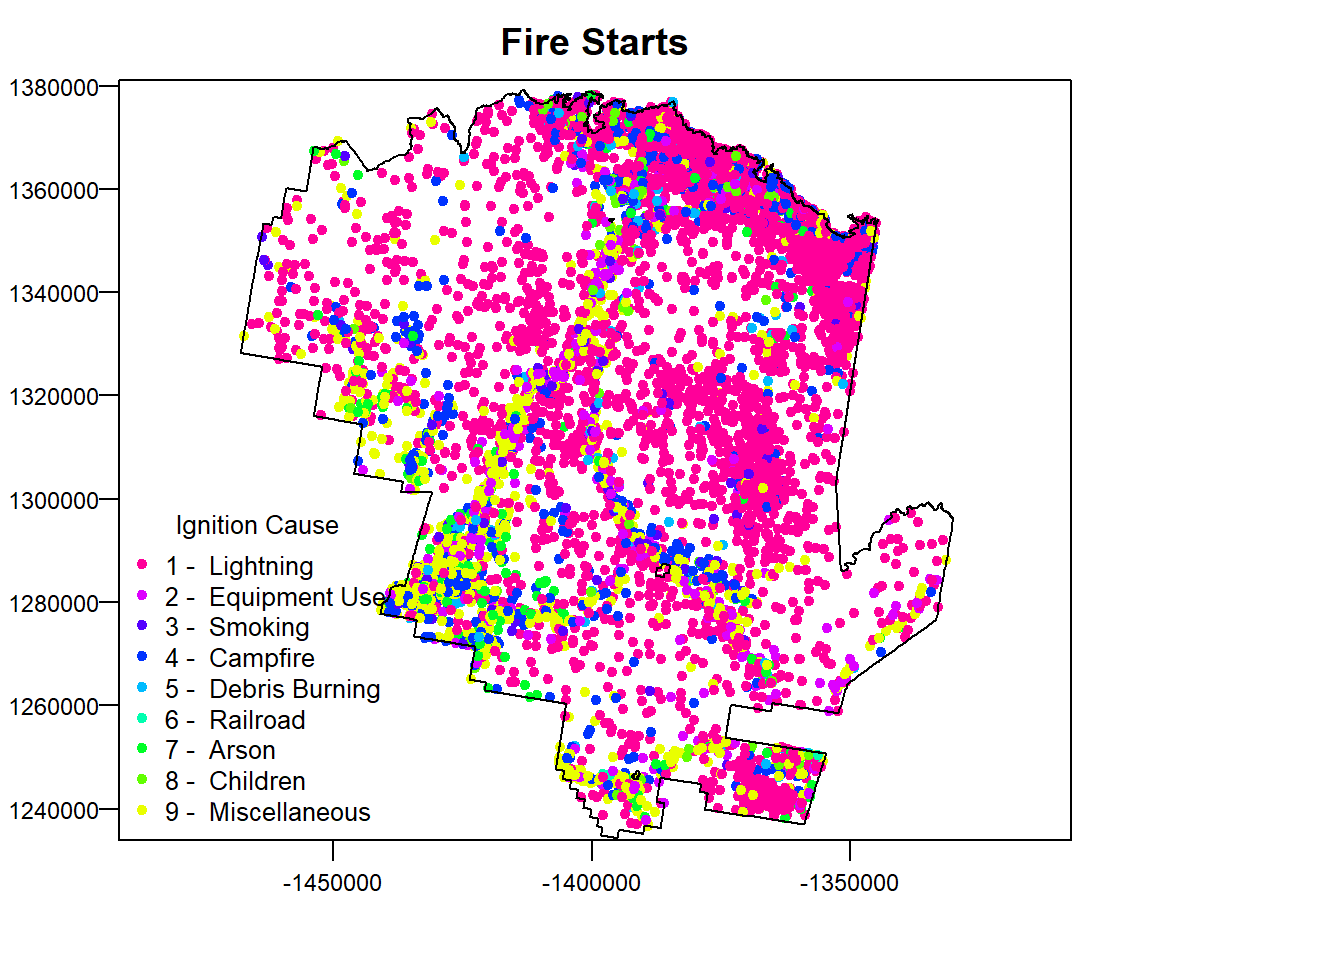 Fire Starts
1380000
1360000
1340000
1320000
1300000
1280000
1260000
1240000
Ignition Cause
1 - Lightning
2 - Equipment Use
3 - Smoking
4 - Campfire
5 - Debris Burning
6 - Railroad
7 - Arson
8 - Children
9 - Miscellaneous
-1450000 -1400000 -1350000